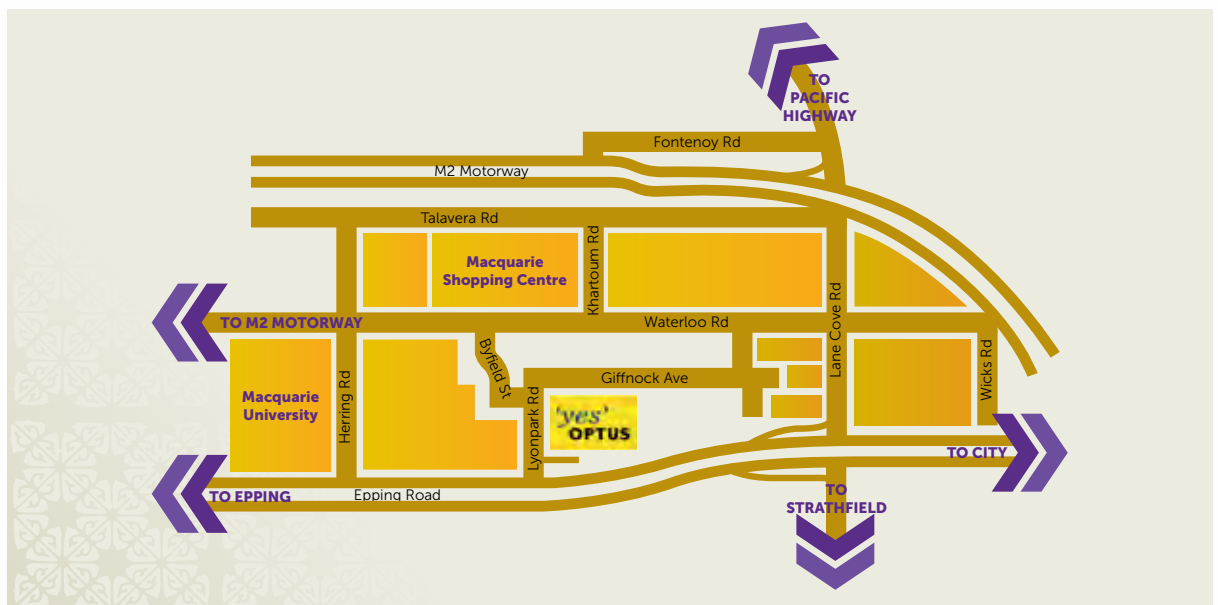 TO
PACIFIC
HIGHWAY
Fontenoy Rd
M2 Motorway
Talavera Rd
Khartoum Rd
Macquarie
Shopping Centre
Lane Cove Rd
TO M2 MOTORWAY
Waterloo Rd
Byfield St
Wicks Rd
Giffnock Ave
Macquarie
University
Herring Rd
Lyonpark Rd
'yes'
OPTUS
TO CITY
TO EPPING
Epping Road
TO
STRATHFIELD